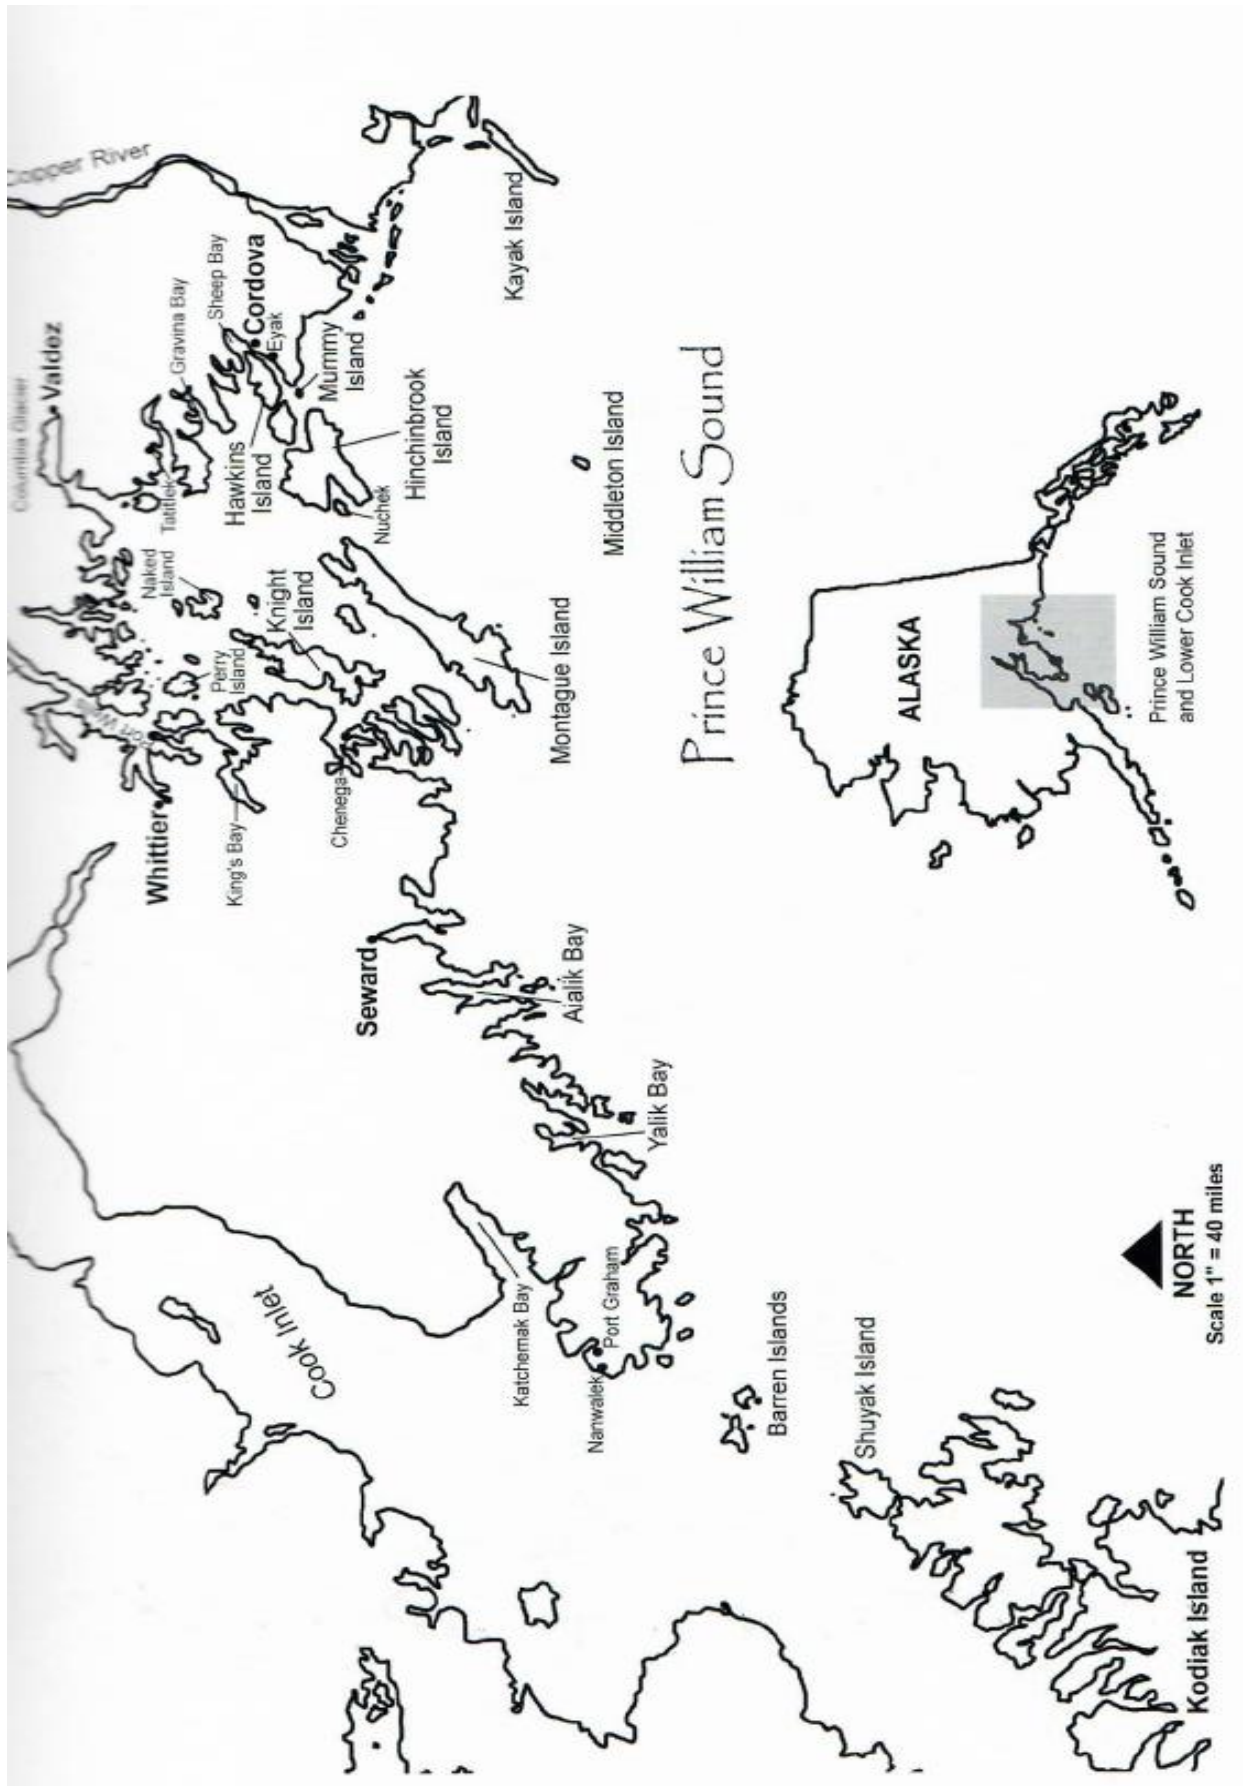 Columbia Glacier
Valdez
Copper River
Port Wells
Naked
Island
Tatitlek
Gravina Bay
Sheep Bay
Whittier
Perry
Island
Cordova
Eyak
King's Bay
Hawkins
Island
Knight
Island
Mummy
Island
Cook Inlet
Chenega
Nuchek
Hinchinbrook
Island
Seward
Kayak Island
Montague Island
Aialik Bay
Middleton Island
Katchemak Bay
Yalik Bay
Port Graham
Nanwalek
Prince William Sound
Barren Islands
Shuyak Island
ALASKA
Prince William Sound
and Lower Cook Inlet
Kodiak Island
NORTH
Scale 1" = 40 miles